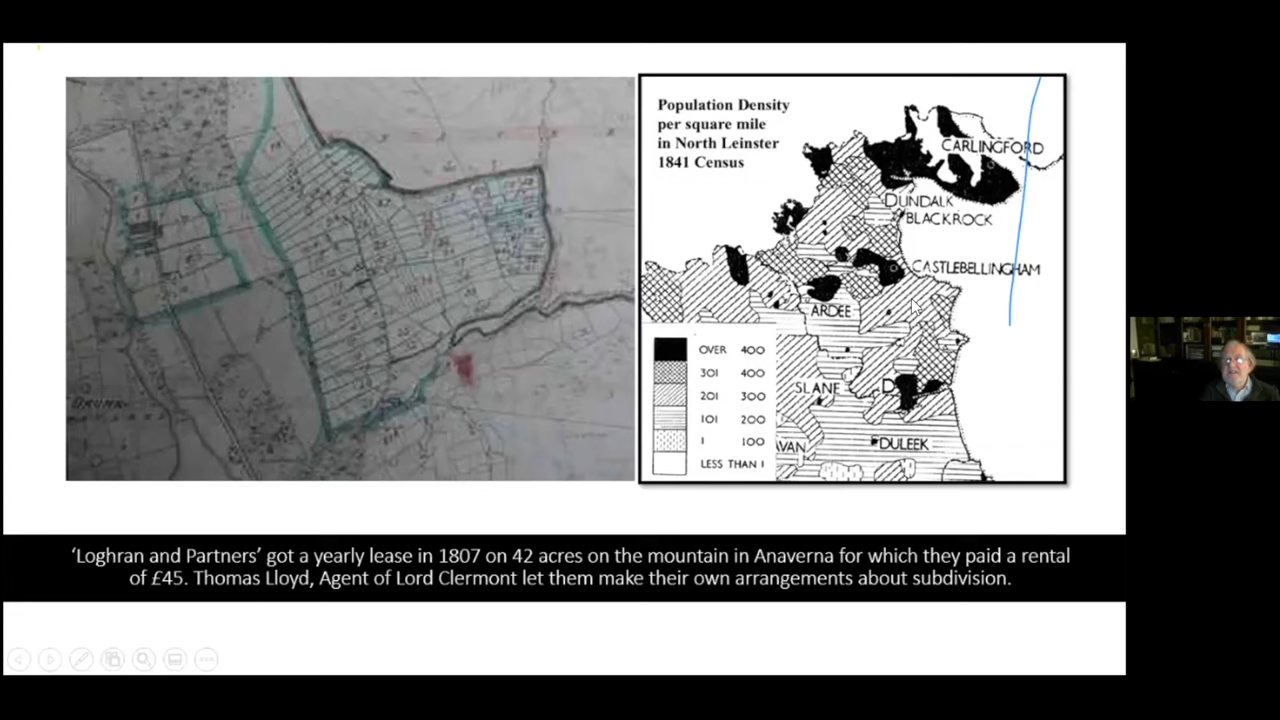 Population Density
per square mile
in North Leinster
1841 Census
CARLINGFORD
DUNDALK
BLACKROCK
CASTLEBELLINGHAM
ARDEE
SLANE
D
AVAN
DULEEK
OVER 400
301 400
201 300
101 200
1 100
LESS THAN 1
‘Loghran and Partners’ got a yearly lease in 1807 on 42 acres on the mountain in Anaverna for which they paid a rental
of £45. Thomas Lloyd, Agent of Lord Clermont let them make their own arrangements about subdivision.